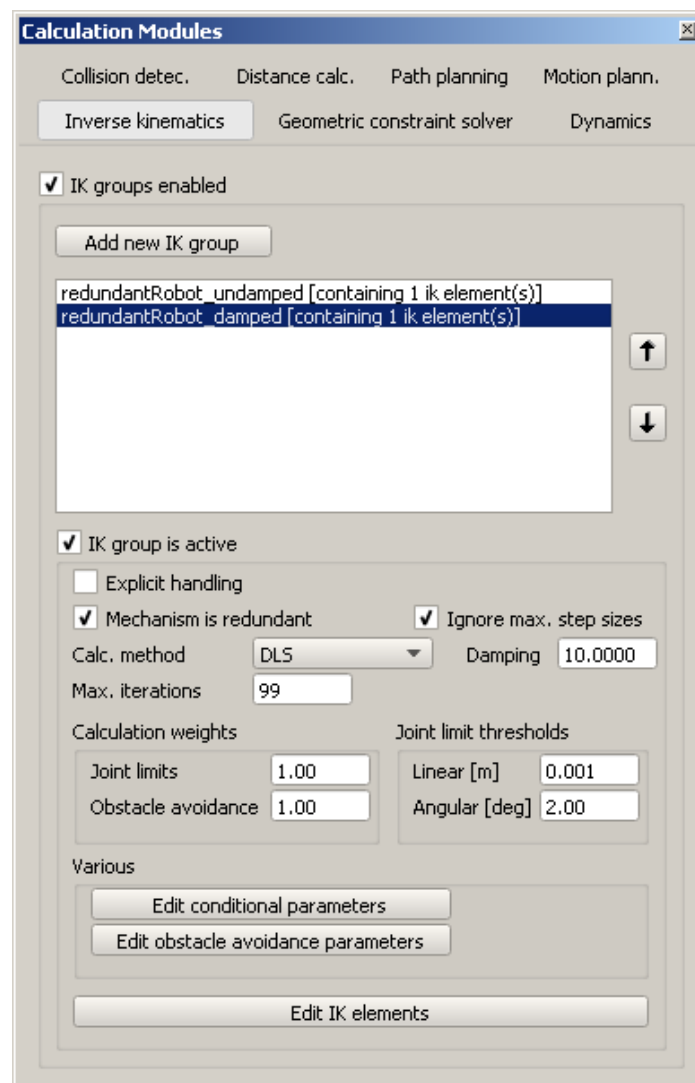 Calculation Modules
Collision detec. Distance calc. Path planning Motion plann.
Inverse kinematics Geometric constraint solver Dynamics
IK groups enabled
Add new IK group
redundantRobot_undamped [containing 1 ik element(s)]
redundantRobot_damped [containing 1 ik element(s)]
IK group is active
Explicit handling
Mechanism is redundant Ignore max. step sizes
Calc. method DLS Damping 10.0000
Max. iterations 99
Calculation weights Joint limit thresholds
Joint limits 1.00 Linear [m] 0.001
Obstacle avoidance 1.00 Angular [deg] 2.00
Various
Edit conditional parameters
Edit obstacle avoidance parameters
Edit IK elements